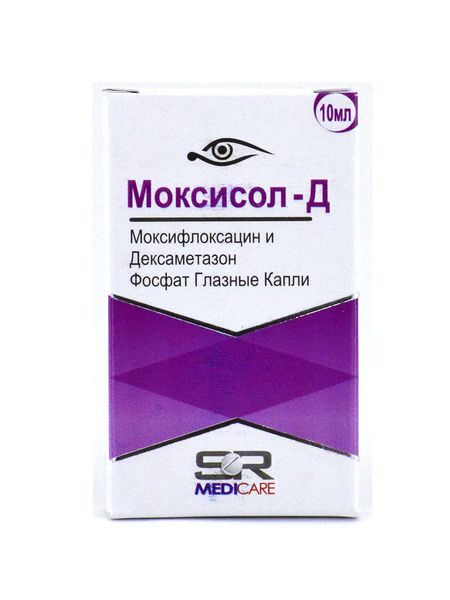 10мл
Моксисол -Д
Моксифлоксацин и
Дексаметазон
Фосфат Глазные Капли
SR
MEDICARE